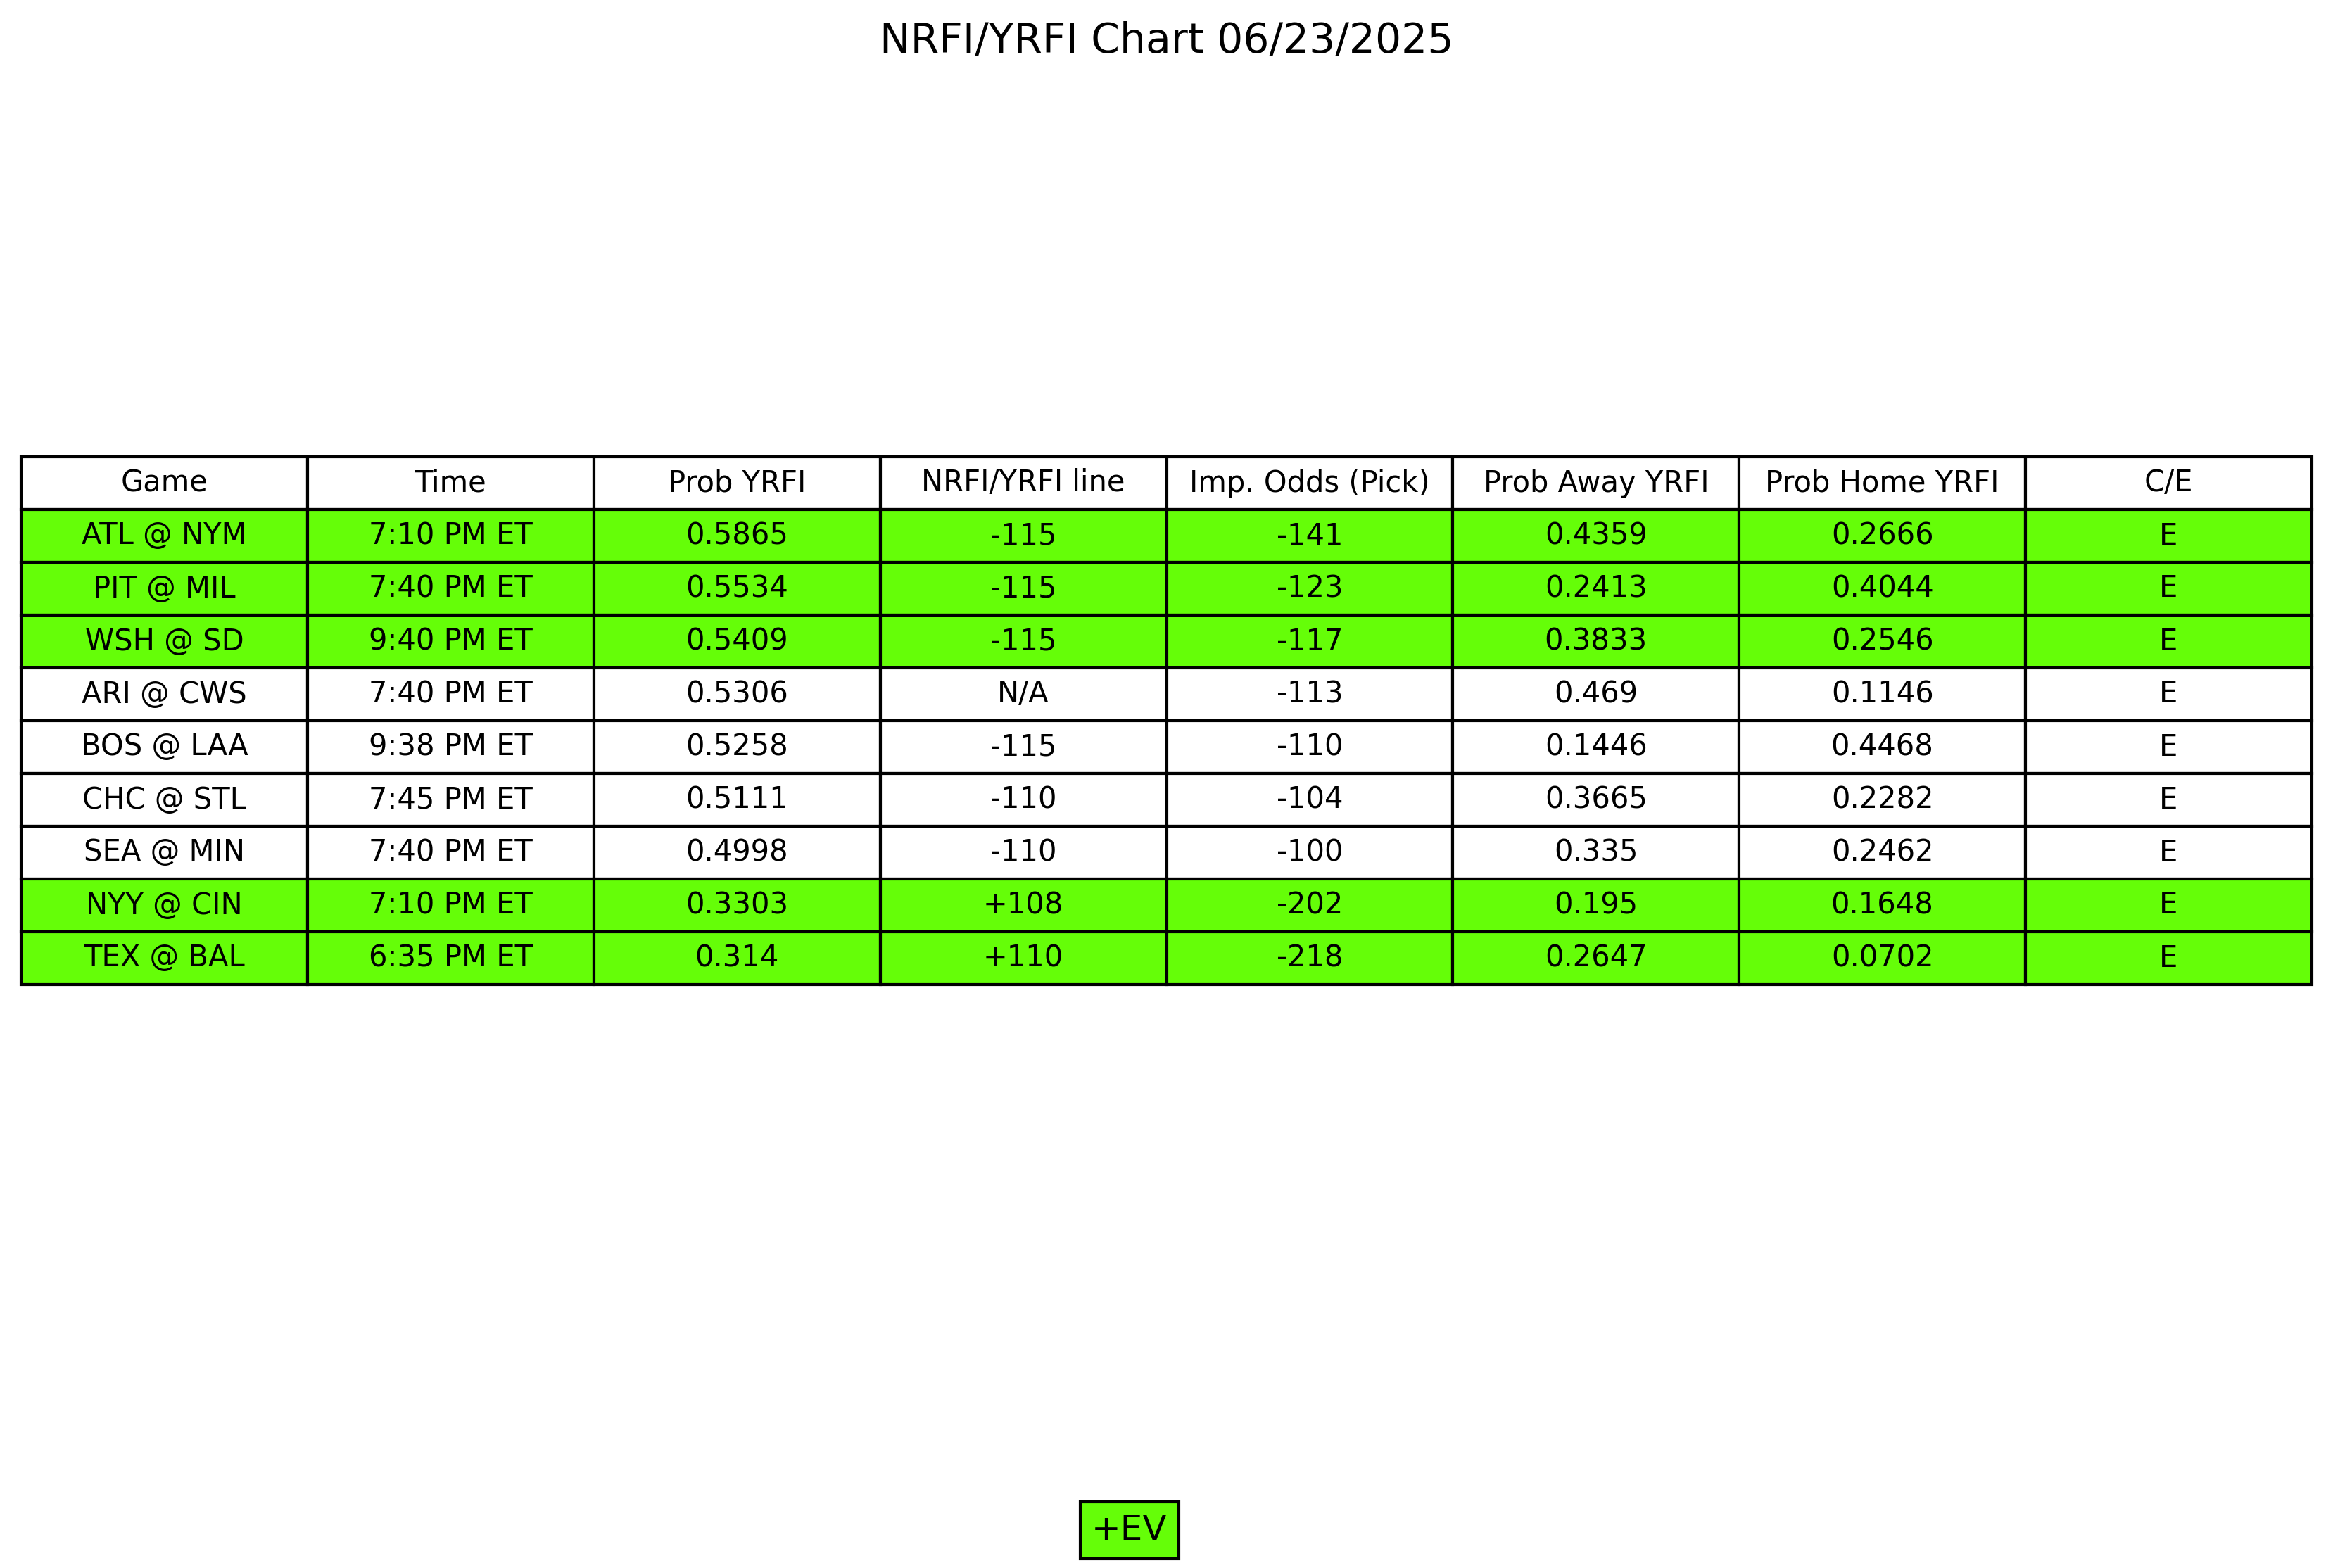 NRFI/YRFI Chart 06/23/2025
Game Time Prob YRFI NRFI/YRFI line Imp. Odds (Pick) Prob Away YRFI Prob Home YRFI C/E
ATL @ NYM 7:10 PM ET 0.5865 -115 -141 0.4359 0.2666 E
PIT @ MIL 7:40 PM ET 0.5534 -115 -123 0.2413 0.4044 E
WSH @ SD 9:40 PM ET 0.5409 -115 -117 0.3833 0.2546 E
ARI @ CWS 7:40 PM ET 0.5306 N/A -113 0.469 0.1146 E
BOS @ LAA 9:38 PM ET 0.5258 -115 -110 0.1446 0.4468 E
CHC @ STL 7:45 PM ET 0.5111 -110 -104 0.3665 0.2282 E
SEA @ MIN 7:40 PM ET 0.4998 -110 -100 0.335 0.2462 E
NYY @ CIN 7:10 PM ET 0.3303 +108 -202 0.195 0.1648 E
TEX @ BAL 6:35 PM ET 0.314 +110 -218 0.2647 0.0702 E
+EV